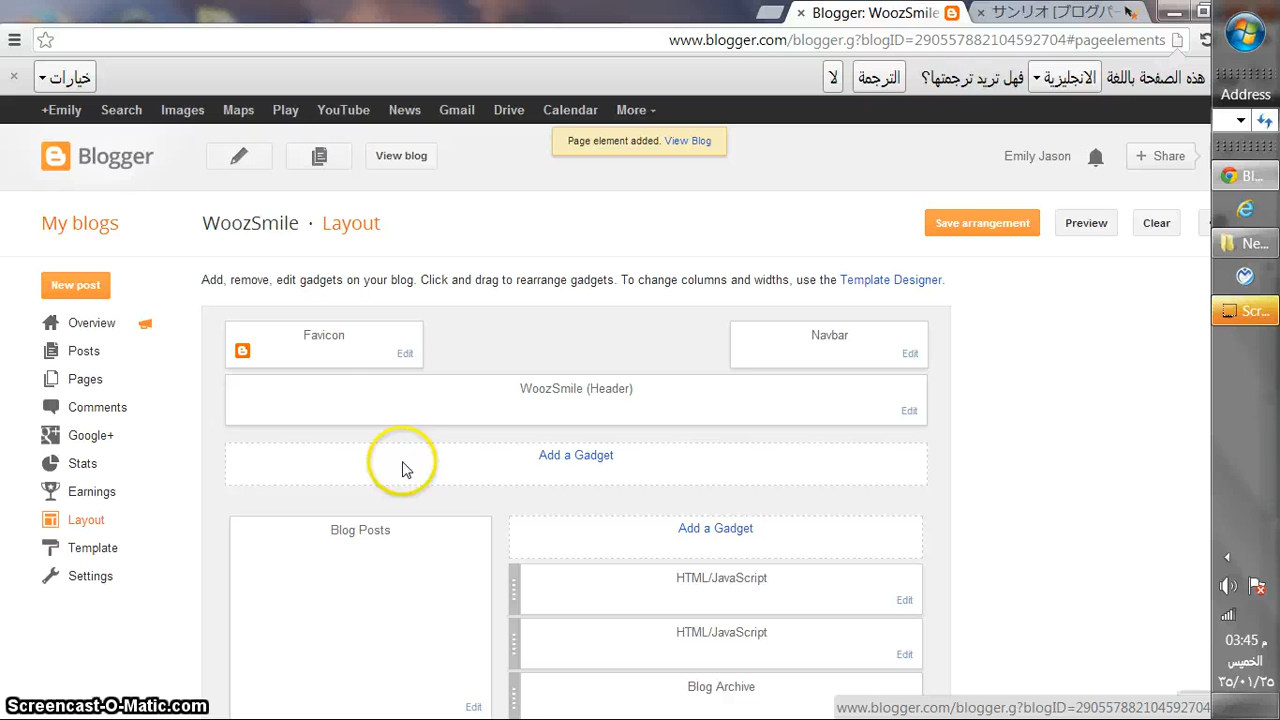 Blogger: WoozSmile
サンリオ [ブログパー
www.blogger.com/blogger.g?blogID=290557882104592704#pageelements
هذه الصفحة باللغة الانجليزية فهل تريد ترجمتها؟ الترجمة لا خيارات
Address
+Emily Search Images Maps Play YouTube News Gmail Drive Calendar More
Page element added. View Blog
Blogger View blog Emily Jason + Share
Bl...
My blogs WoozSmile · Layout Save arrangement Preview Clear
Ne...
Add, remove, edit gadgets on your blog. Click and drag to rearrange gadgets. To change columns and widths, use the Template Designer.
New post
Scr...
Overview
Posts
Pages
Comments
Google+
Stats
Earnings
Layout
Template
Settings
Favicon
Edit
Navbar
Edit
WoozSmile (Header)
Edit
Add a Gadget
Blog Posts
Edit
Add a Gadget
HTML/JavaScript
Edit
HTML/JavaScript
Edit
Blog Archive
03:45 م
الخميس
٣٥/٠١/٢٥
Screencast-O-Matic.com
www.blogger.com/blogger.g?blogID=290557882104592704